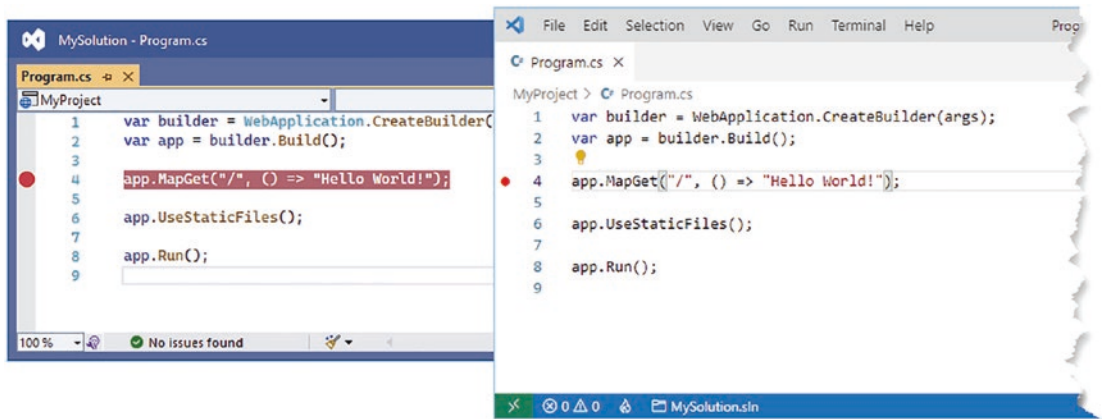 MySolution - Program.cs
Program.cs
MyProject
1 var builder = WebApplication.CreateBuilder(
2 var app = builder.Build();
3
4 app.MapGet("/", () => "Hello World!");
5
6 app.UseStaticFiles();
7
8 app.Run();
9
100 % No issues found
File Edit Selection View Go Run Terminal Help Prog
C# Program.cs
MyProject > C# Program.cs
1 var builder = WebApplication.CreateBuilder(args);
2 var app = builder.Build();
3
4 app.MapGet("/", () => "Hello World!");
5
6 app.UseStaticFiles();
7
8 app.Run();
9
0 0 MySolution.sln